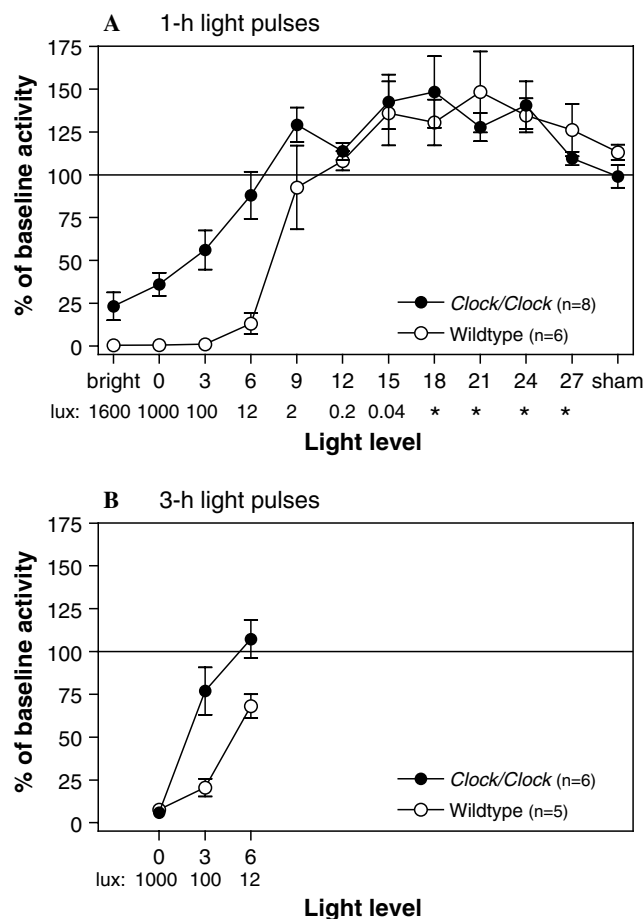 A 1-h light pulses
175
150
125
100
75
50
25
0
% of baseline activity
Clock/Clock (n=8)
Wildtype (n=6)
bright 0 3 6 9 12 15 18 21 24 27 sham
lux: 1600 1000 100 12 2 0.2 0.04 * * * *
Light level
B 3-h light pulses
175
150
125
100
75
50
25
0
% of baseline activity
Clock/Clock (n=6)
Wildtype (n=5)
0 3 6
lux: 1000 100 12
Light level